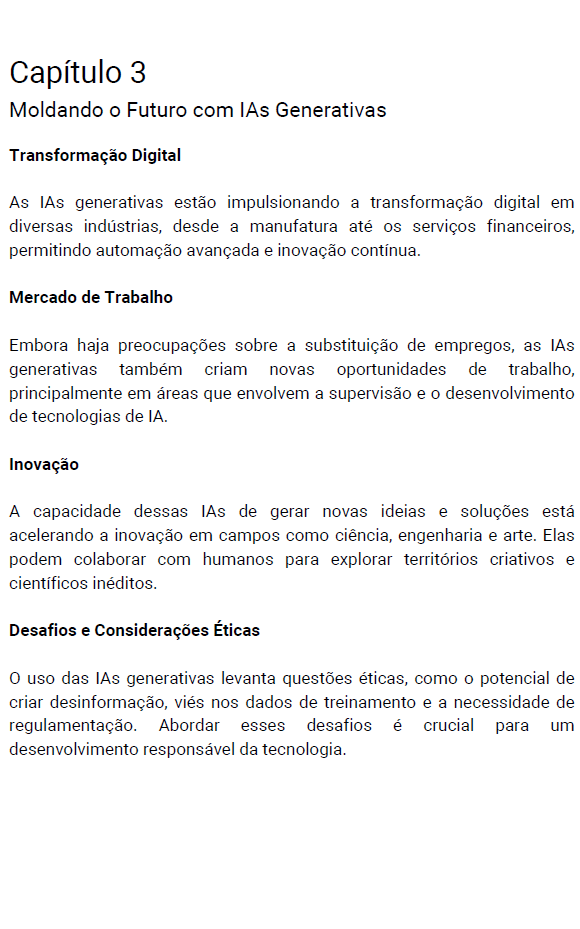 Capítulo 3
Moldando o Futuro com IAs Generativas
Transformação Digital
As IAs generativas estão impulsionando a transformação digital em
diversas indústrias, desde a manufatura até os serviços financeiros,
permitindo automação avançada e inovação contínua.
Mercado de Trabalho
Embora haja preocupações sobre a substituição de empregos, as IAs
generativas também criam novas oportunidades de trabalho,
principalmente em áreas que envolvem a supervisão e o desenvolvimento
de tecnologias de IA.
Inovação
A capacidade dessas IAs de gerar novas ideias e soluções está
acelerando a inovação em campos como ciência, engenharia e arte. Elas
podem colaborar com humanos para explorar territórios criativos e
científicos inéditos.
Desafios e Considerações Éticas
O uso das IAs generativas levanta questões éticas, como o potencial de
criar desinformação, viés nos dados de treinamento e a necessidade de
regulamentação. Abordar esses desafios é crucial para um
desenvolvimento responsável da tecnologia.